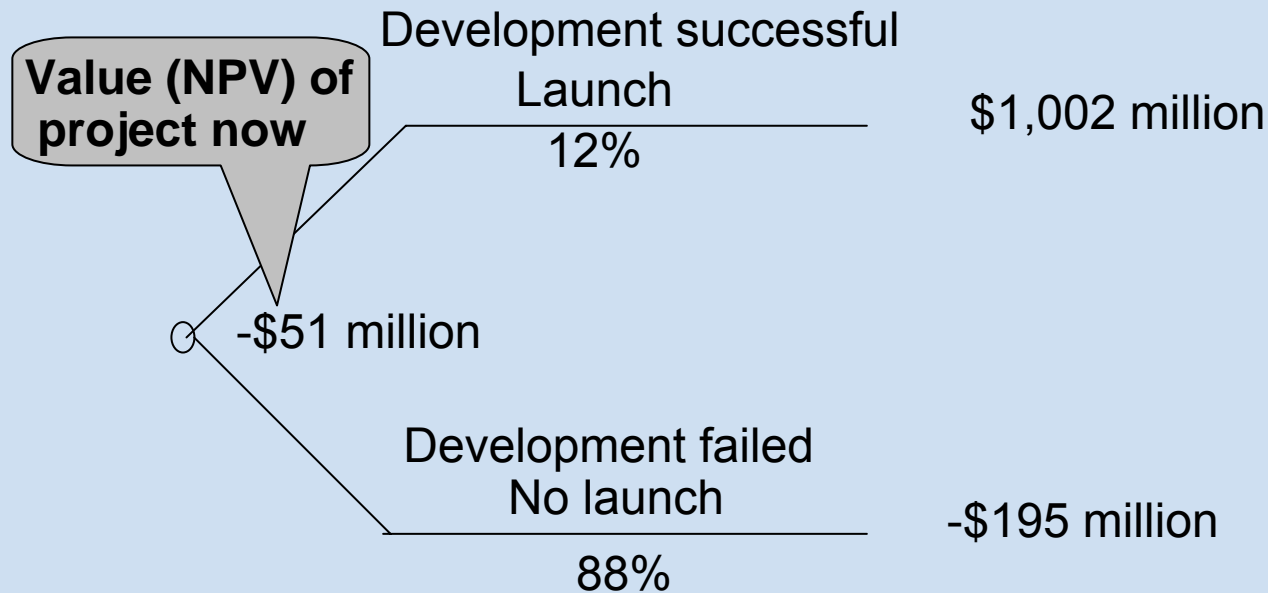 Development successful
Value (NPV) of
project now
Launch
12%
$1,002 million
-$51 million
Development failed
No launch
88%
-$195 million